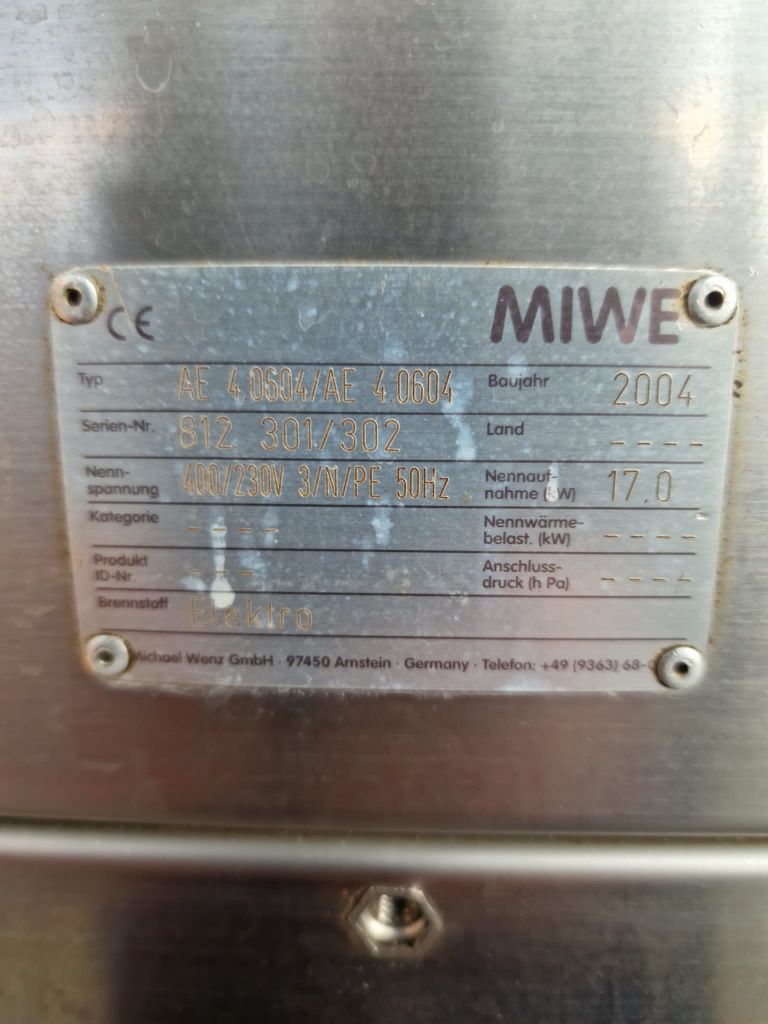 CE MIWE
Typ AE 4.0604/AE 4.0604 Baujahr 2004
Serien-Nr. 812 301/302 Land ----
Nenn-
spannung 400/230V 3/N/PE 50Hz Nennauf-
nahme (kW) 17.0
Kategorie ---- Nennwärme-
belast. (kW) ----
Produkt
ID-Nr. ---- Anschluss-
druck (h Pa) ----
Brennstoff Elektro
Michael Wenz GmbH · 97450 Arnstein · Germany · Telefon: +49 (9363) 68-